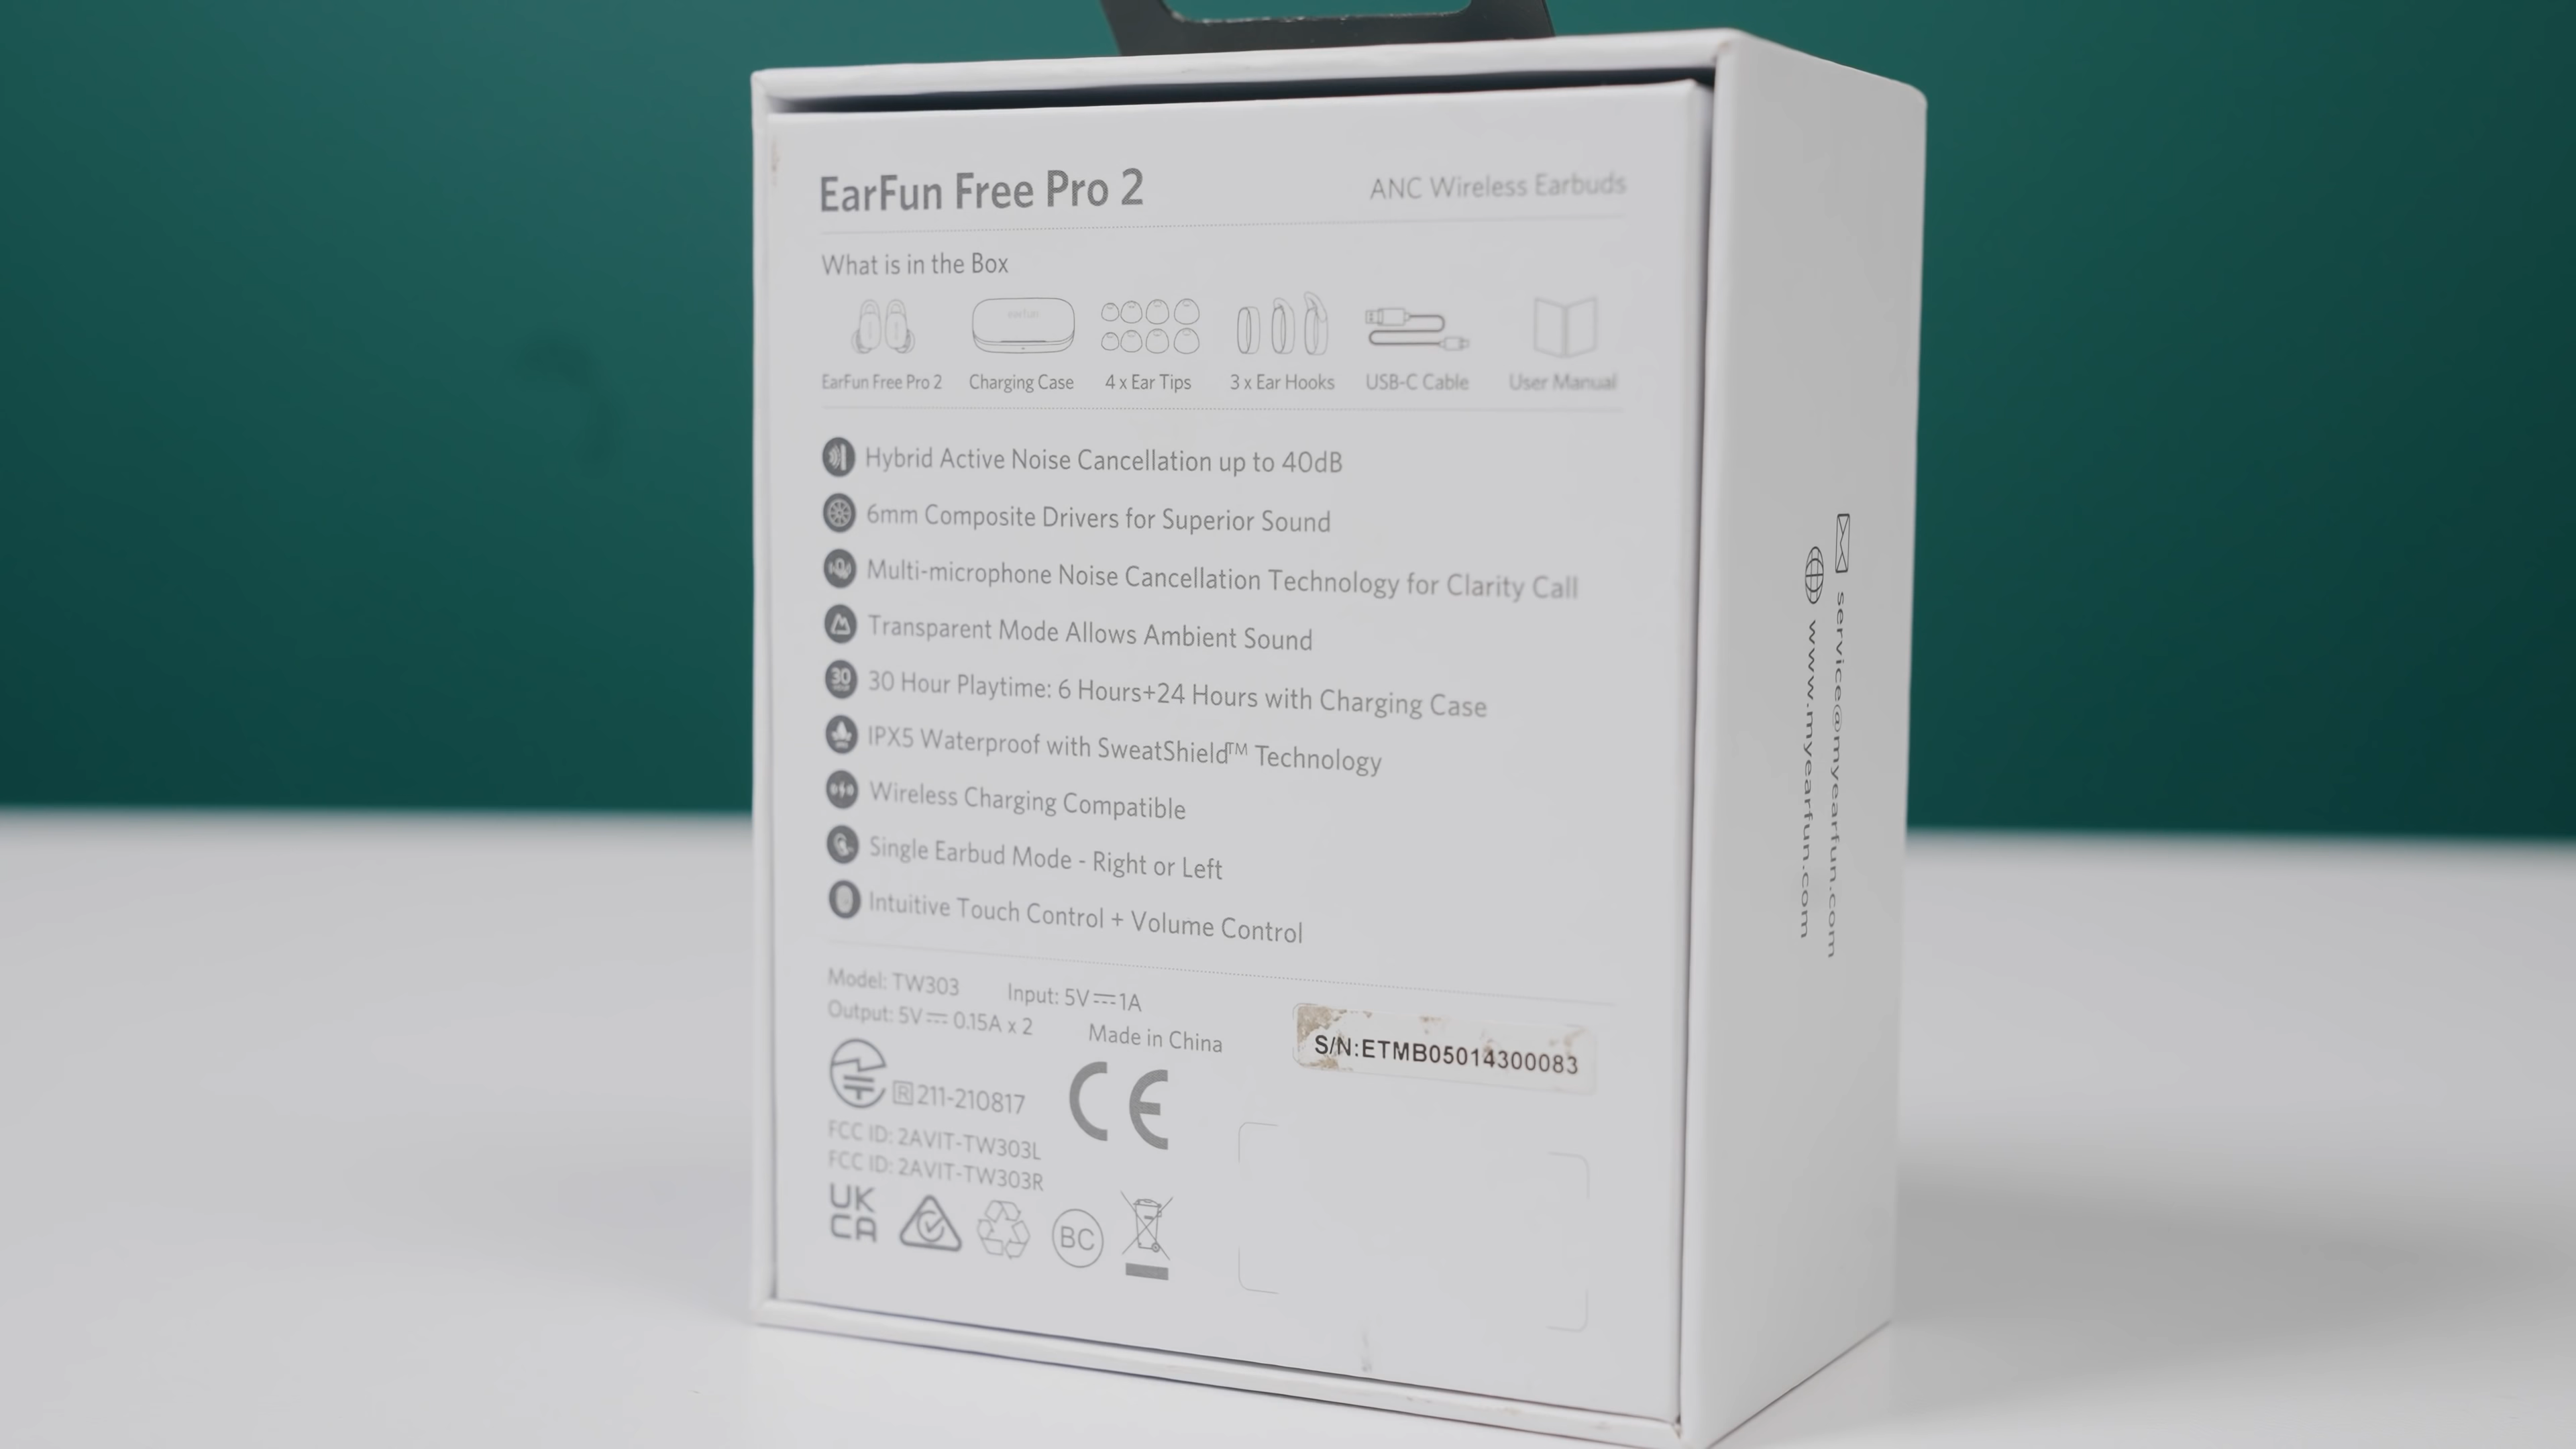 EarFun Free Pro 2
ANC Wireless Earbuds
What is in the Box
earfun
EarFun Free Pro 2
Charging Case
4 x Ear Tips
3 x Ear Hooks
USB-C Cable
User Manual
Hybrid Active Noise Cancellation up to 40dB
6mm Composite Drivers for Superior Sound
Multi-microphone Noise Cancellation Technology for Clarity Call
Transparent Mode Allows Ambient Sound
30
30 Hour Playtime: 6 Hours+24 Hours with Charging Case
IPX5 Waterproof with SweatShield™ Technology
Wireless Charging Compatible
Single Earbud Mode - Right or Left
Intuitive Touch Control + Volume Control
Model: TW303 Input: 5V⎓1A
Output: 5V⎓0.15A x 2 Made in China
S/N:ETMB05014300083
R 211-210817
CE
FCC ID: 2AVIT-TW303L
FCC ID: 2AVIT-TW303R
UK
CA
BC
service@myearfun.com
www.myearfun.com